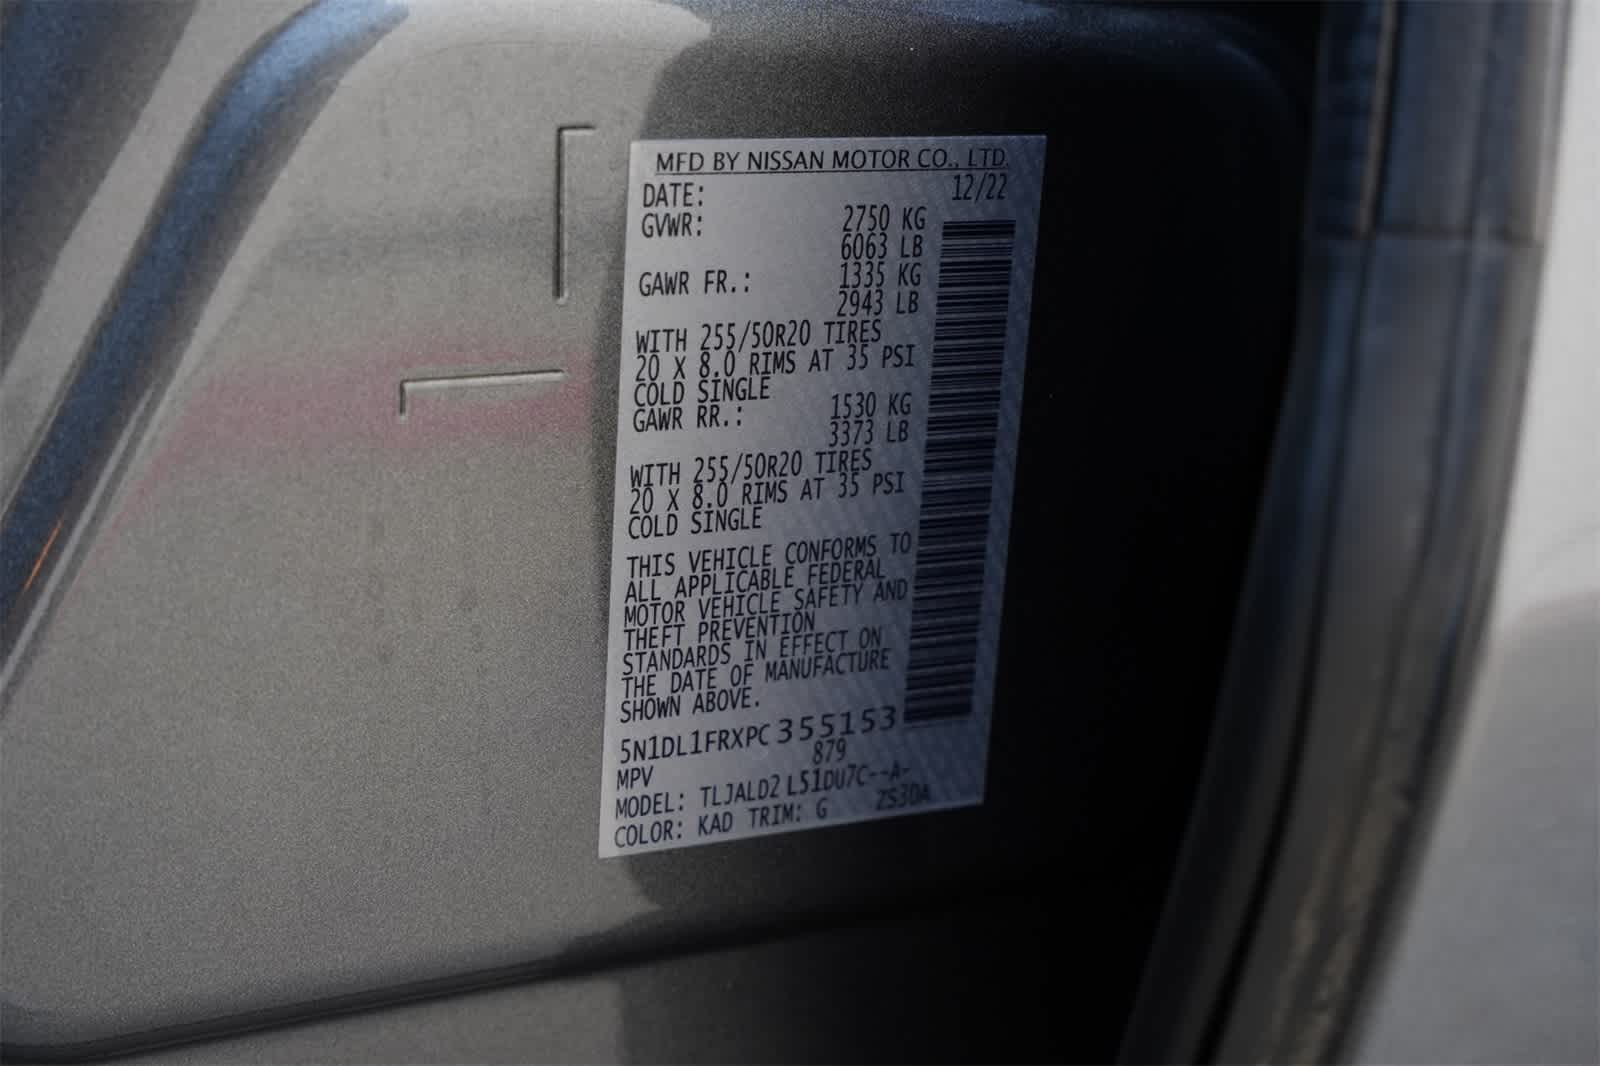 MFD BY NISSAN MOTOR CO., LTD.
DATE: 12/22
GVWR: 2750 KG
6063 LB
GAWR FR.: 1335 KG
2943 LB
WITH 255/50R20 TIRES
20 X 8.0 RIMS AT 35 PSI
COLD SINGLE
GAWR RR.: 1530 KG
3373 LB
WITH 255/50R20 TIRES
20 X 8.0 RIMS AT 35 PSI
COLD SINGLE
THIS VEHICLE CONFORMS TO
ALL APPLICABLE FEDERAL
MOTOR VEHICLE SAFETY AND
THEFT PREVENTION
STANDARDS IN EFFECT ON
THE DATE OF MANUFACTURE
SHOWN ABOVE.
5N1DL1FRXPC355153
MPV 879
MODEL: TLJALD2 L51DU7C--A-
COLOR: KAD TRIM: G ZS30A